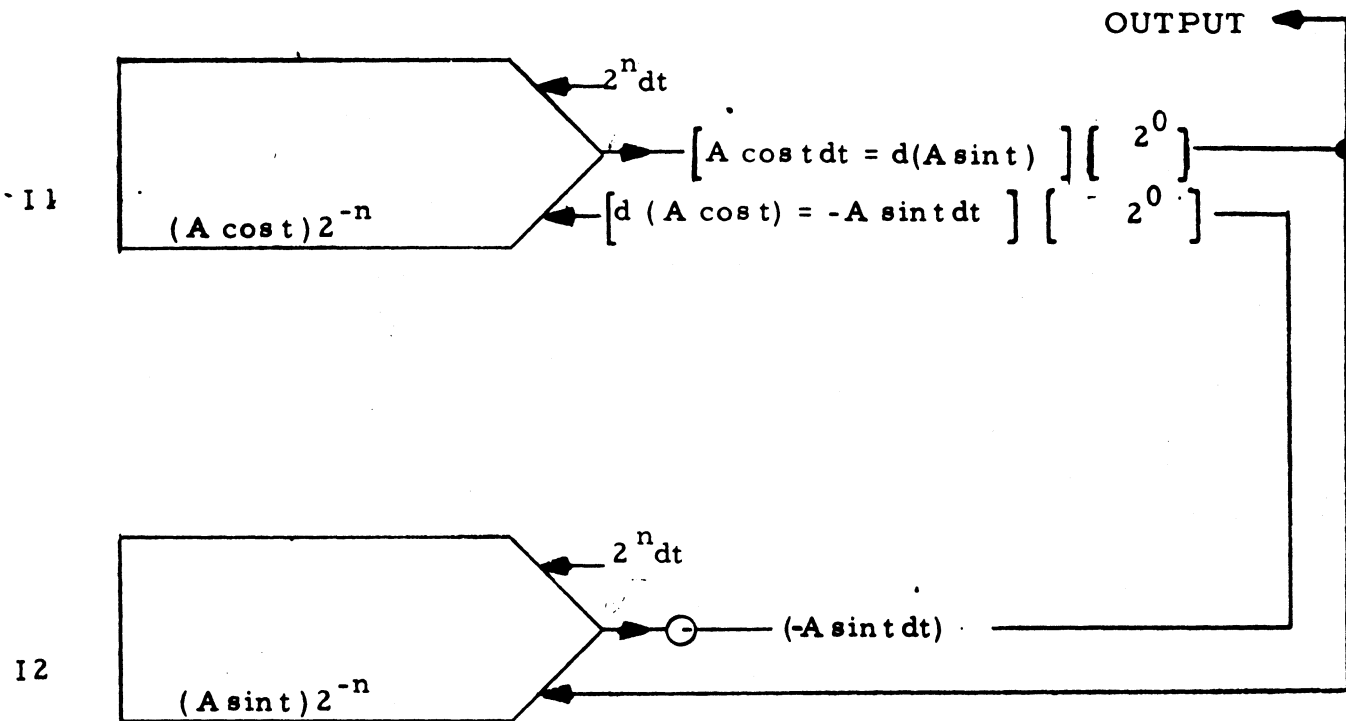 OUTPUT
2^n dt
[A cos t dt = d(A sin t) ] [ 2^0 ]
I1
[d (A cos t) = -A sin t dt ] [ 2^0 ]
(A cos t) 2^-n
2^n dt
- (-A sin t dt)
I2
(A sin t) 2^-n